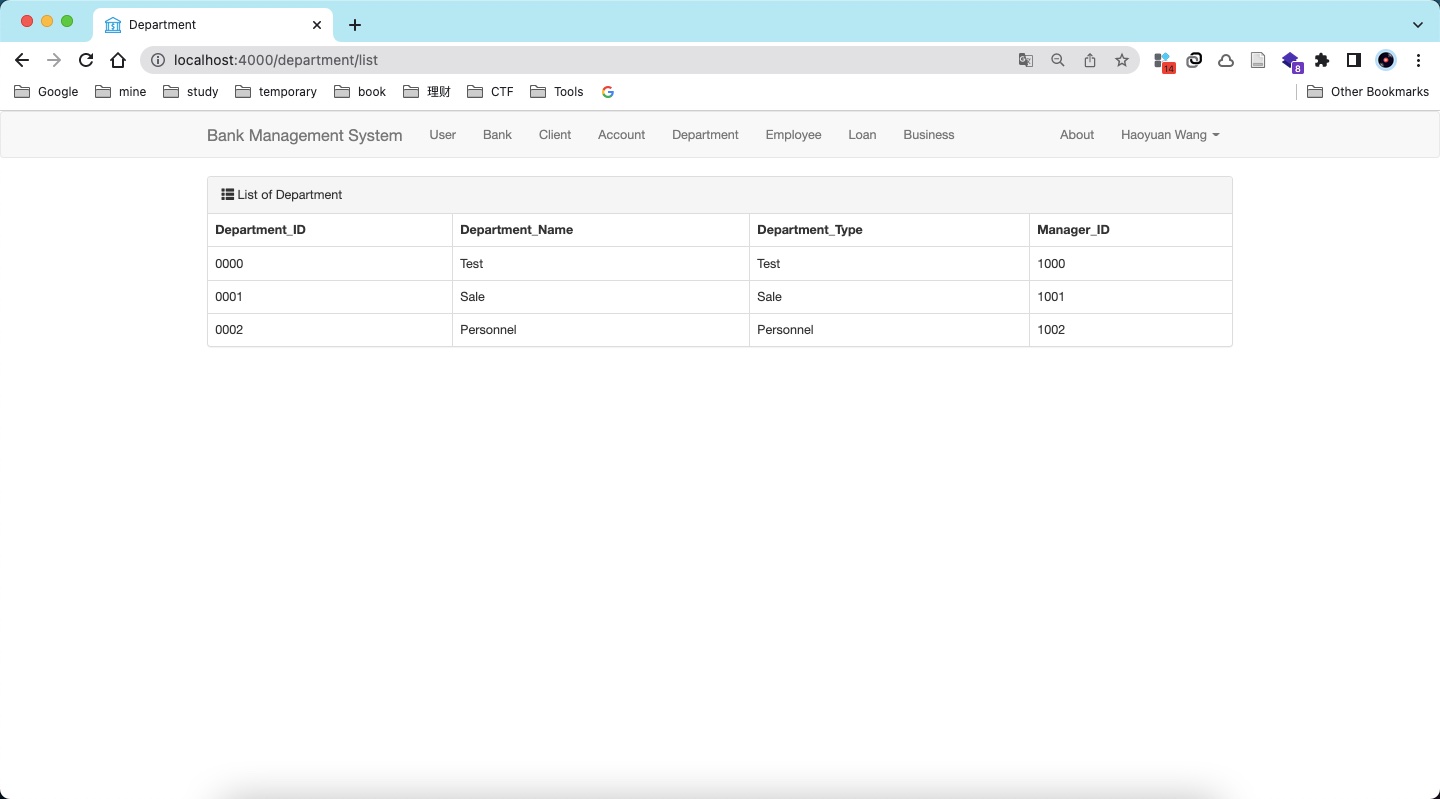 Department
localhost:4000/department/list
14
8
Google mine study temporary book 理财 CTF Tools Other Bookmarks
Bank Management System User Bank Client Account Department Employee Loan Business About Haoyuan Wang
List of Department
Department_ID Department_Name Department_Type Manager_ID
0000 Test Test 1000
0001 Sale Sale 1001
0002 Personnel Personnel 1002